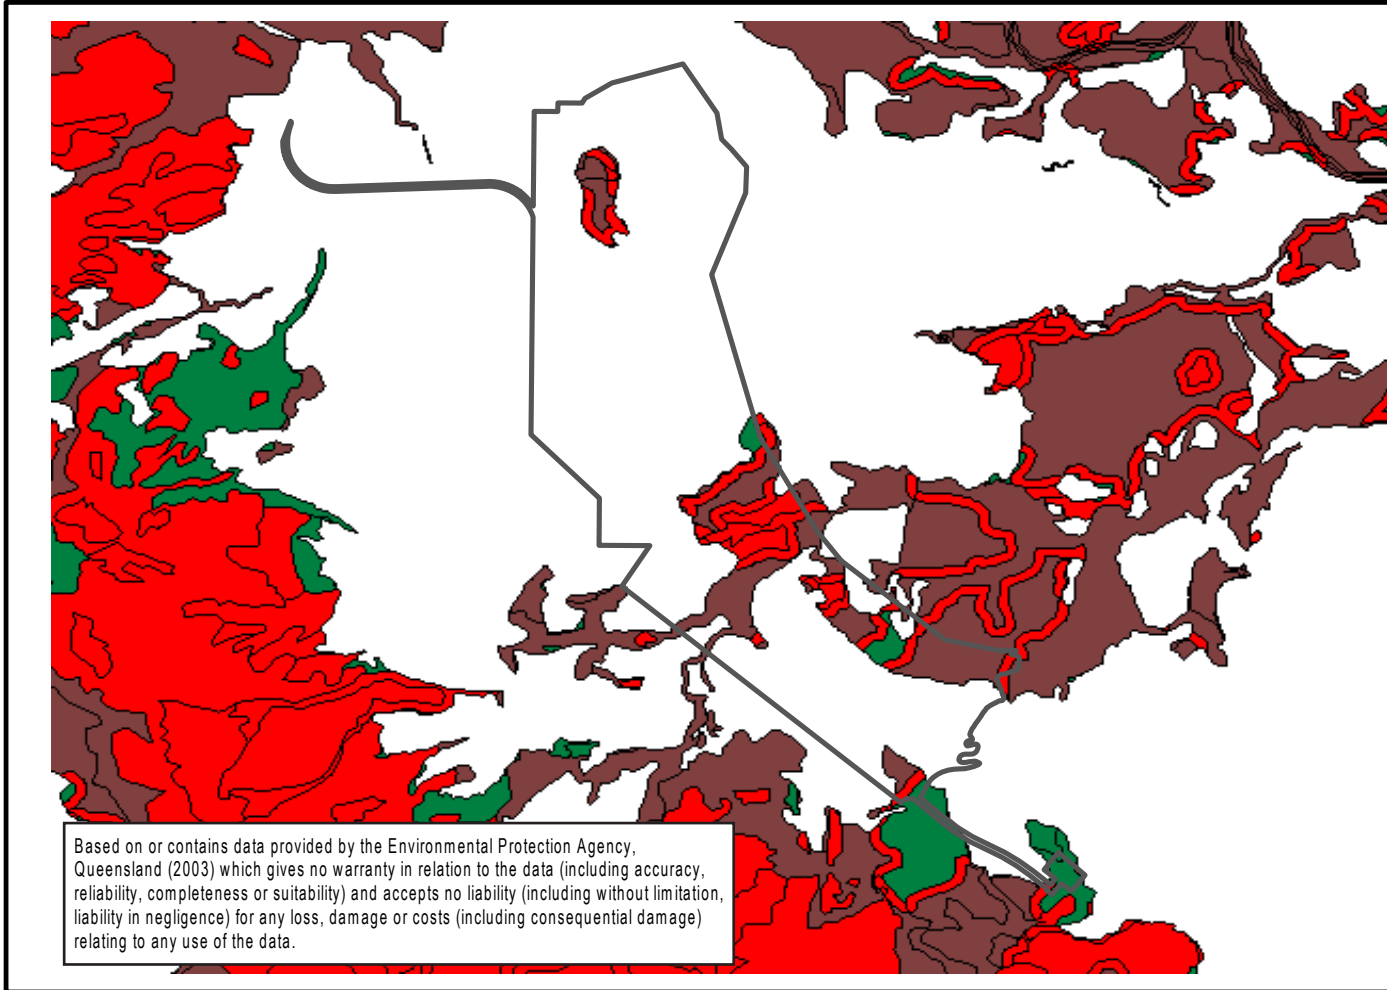 Based on or contains data provided by the Environmental Protection Agency,
Queensland (2003) which gives no warranty in relation to the data (including accuracy,
reliability, completeness or suitability) and accepts no liability (including without limitation,
liability in negligence) for any loss, damage or costs (including consequential damage)
relating to any use of the data.